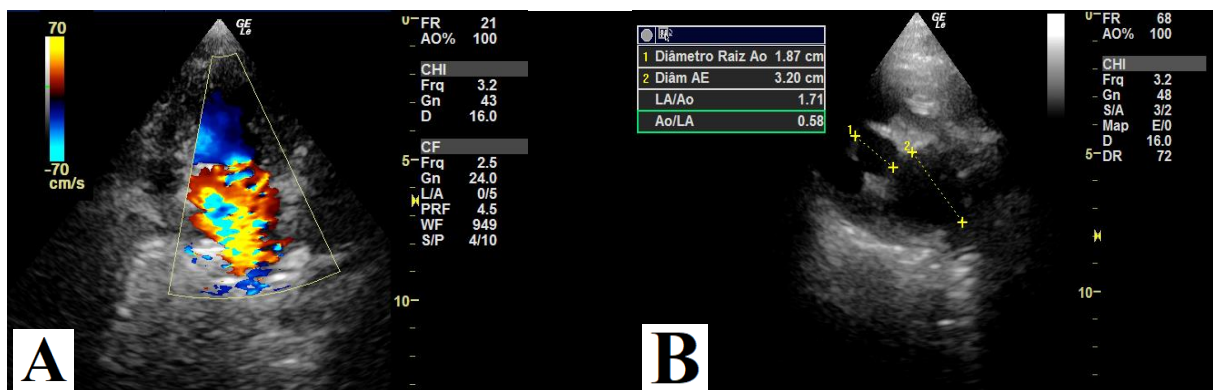 70
-70
cm/s
GE
Le
0
5
10
FR 21
AO% 100
CHI
Frq 3.2
Gn 43
D 16.0
CF
Frq 2.5
Gn 24.0
L/A 0/5
PRF 4.5
WF 949
S/P 4/10
A
1 Diâmetro Raiz Ao 1.87 cm
2 Diâm AE 3.20 cm
LA/Ao 1.71
Ao/LA 0.58
GE
Le
1
2
0
5
10
FR 68
AO% 100
CHI
Frq 3.2
Gn 48
S/A 3/2
Map E/0
D 16.0
DR 72
B